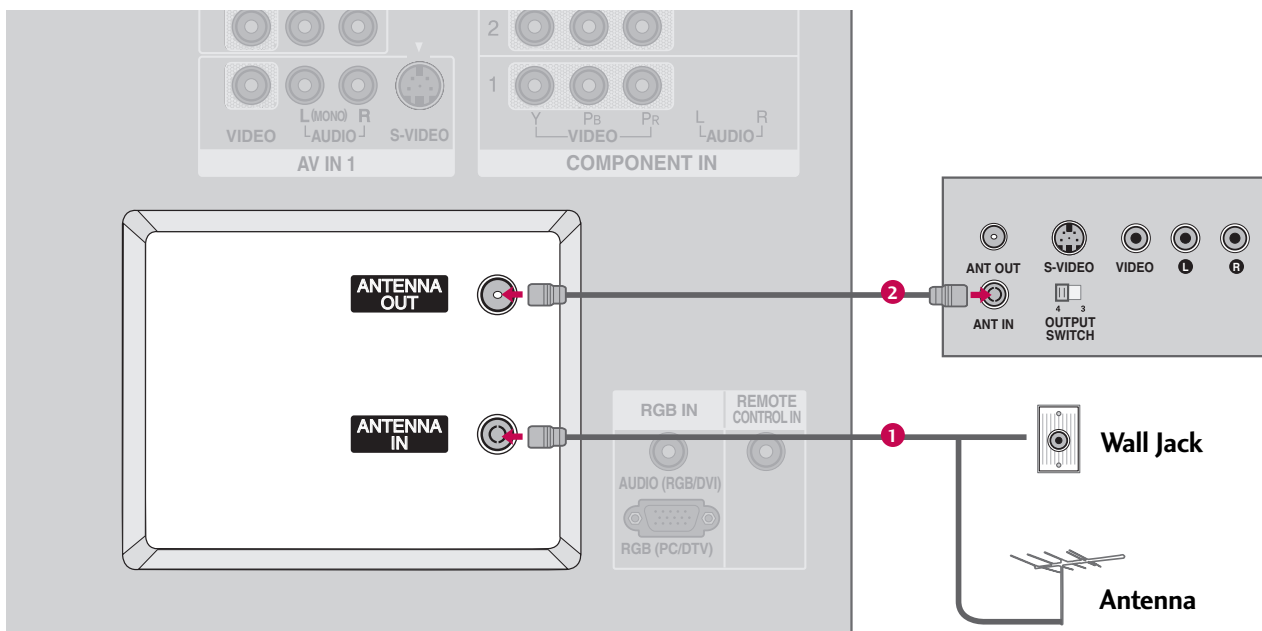 2
1
L (MONO) R
VIDEO
AUDIO
S-VIDEO
AV IN 1
Y PB PR
VIDEO
L R
AUDIO
COMPONENT IN
ANTENNA
OUT
ANTENNA
IN
RGB IN
REMOTE
CONTROL IN
AUDIO (RGB/DVI)
RGB (PC/DTV)
2
1
ANT OUT
S-VIDEO
VIDEO
L
R
ANT IN
4 3
OUTPUT
SWITCH
Wall Jack
Antenna